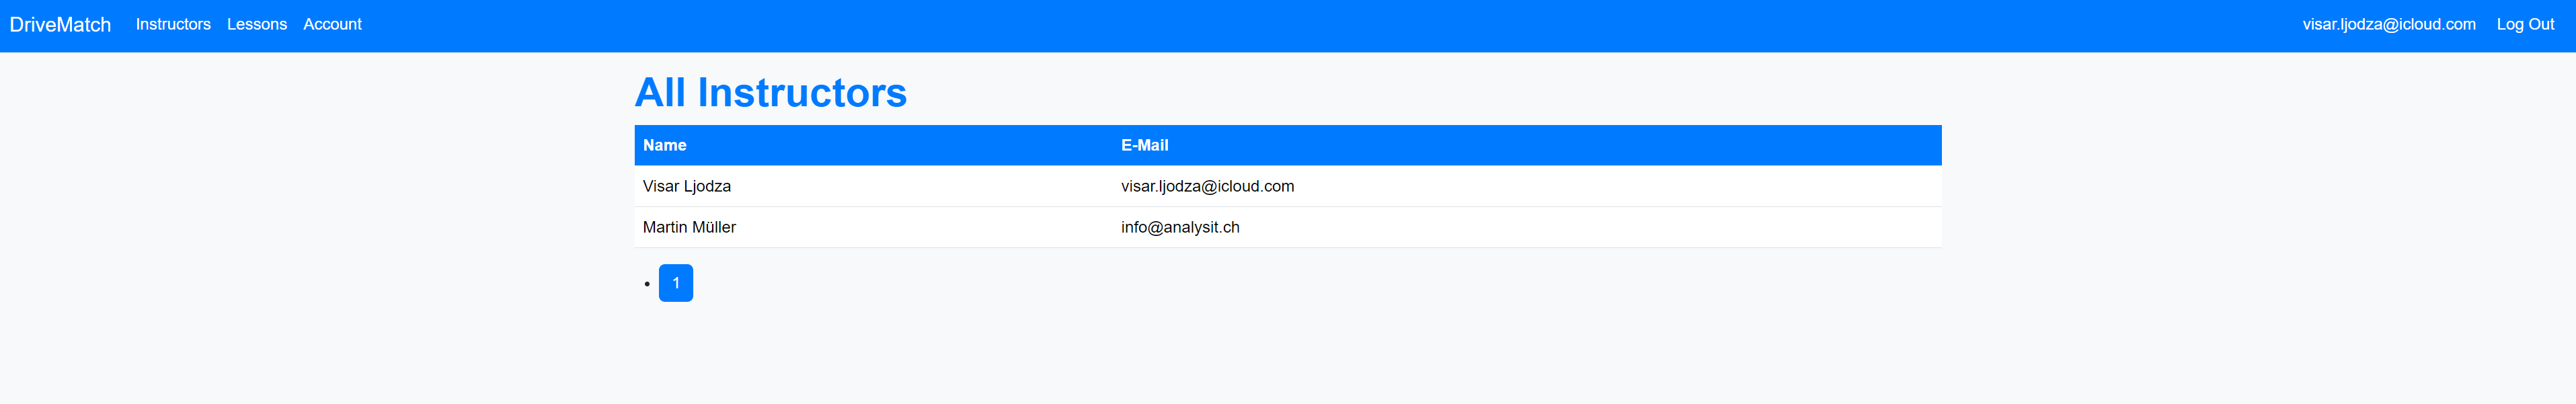 DriveMatch Instructors Lessons Account visar.ljodza@icloud.com Log Out
All Instructors
Name E-Mail
Visar Ljodza visar.ljodza@icloud.com
Martin Müller info@analysit.ch
1